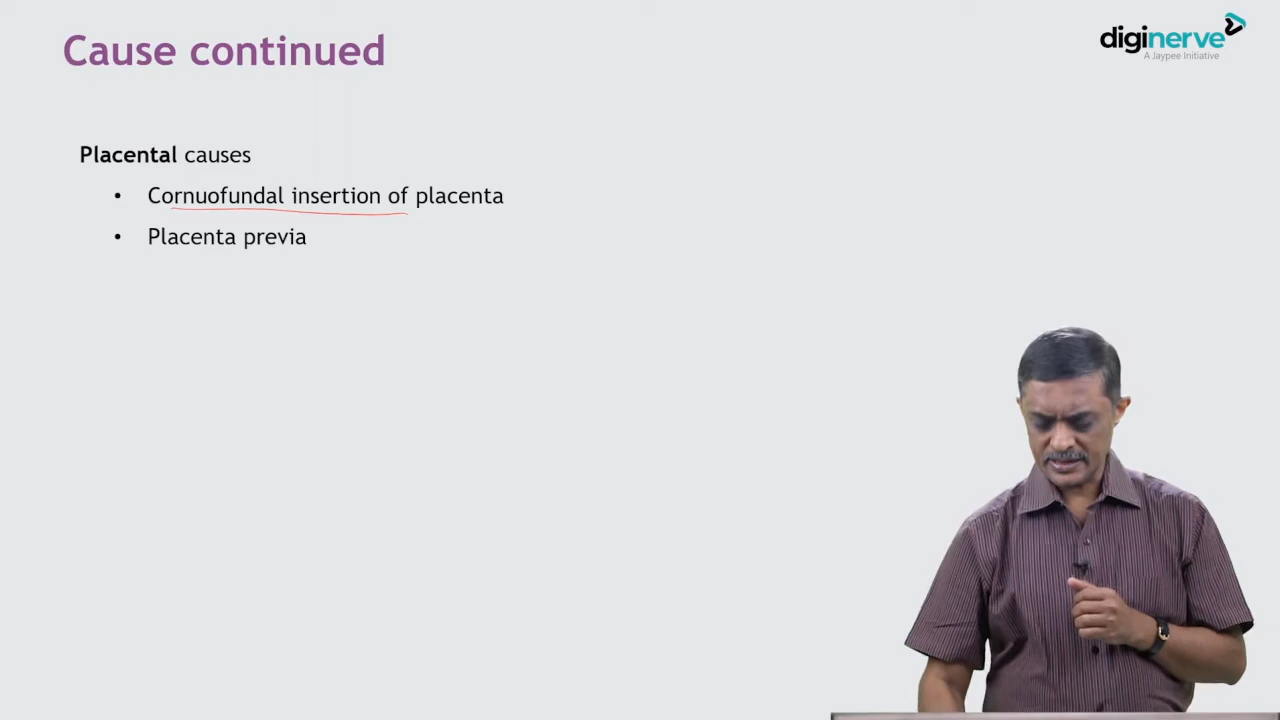 Cause continued
diginerve
A Jaypee Initiative
Placental causes
• Cornuofundal insertion of placenta
• Placenta previa